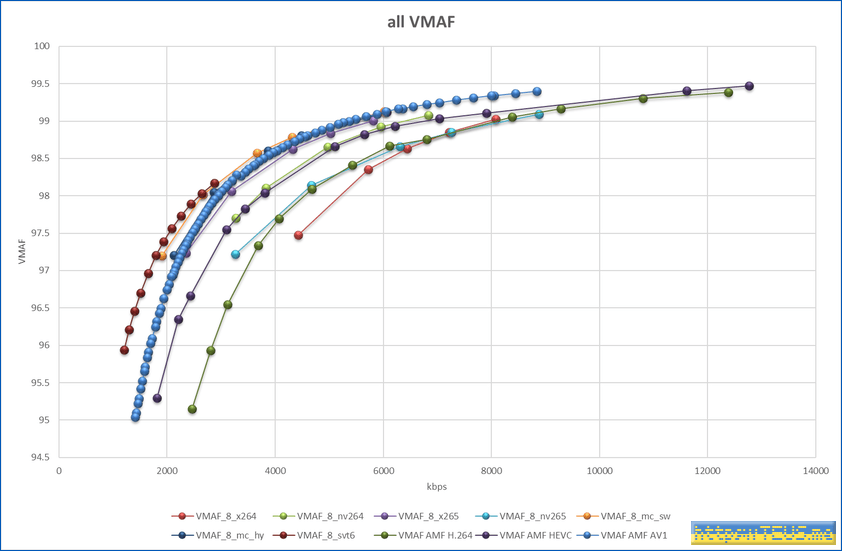 all VMAF
100
99.5
99
98.5
98
97.5
97
96.5
96
95.5
95
94.5
VMAF
0 2000 4000 6000 8000 10000 12000 14000
kbps
VMAF_8_x264 VMAF_8_nv264 VMAF_8_x265 VMAF_8_nv265 VMAF_8_mc_sw
VMAF_8_mc_hy VMAF_8_svt6 VMAF AMF H.264 VMAF AMF HEVC VMAF AMF AV1